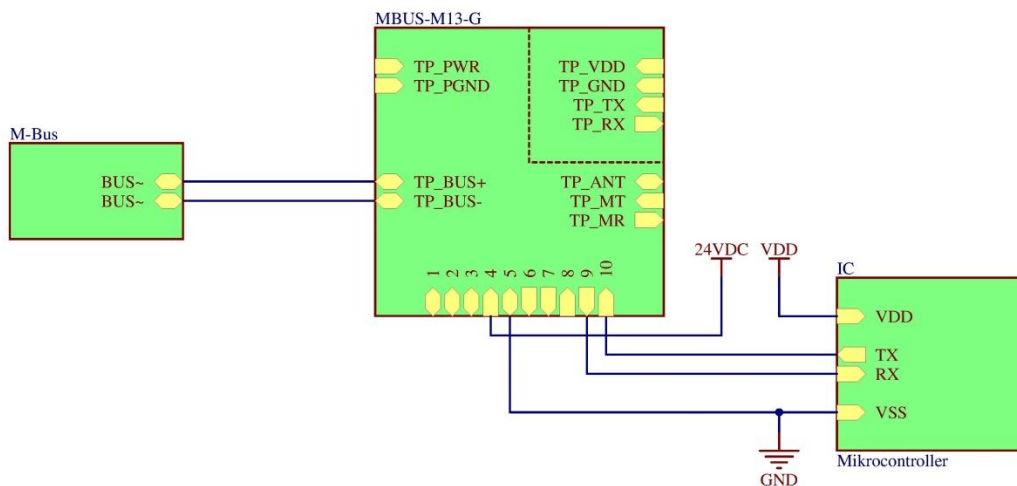 MBUS-M13-G
TP_PWR
TP_PGND
TP_VDD
TP_GND
TP_TX
TP_RX
M-Bus
BUS~
BUS~
TP_BUS+
TP_BUS-
TP_ANT
TP_MT
TP_MR
1 2 3 4 5 6 7 8 9 10
24VDC VDD
IC
VDD
TX
RX
VSS
GND
Mikrocontroller